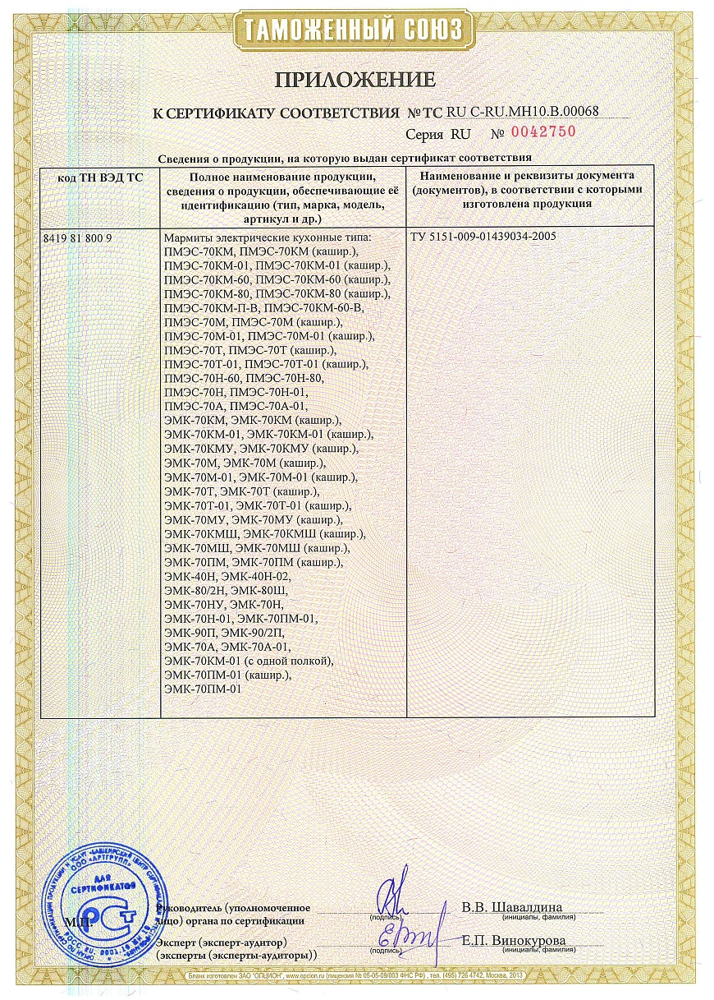 ТАМОЖЕННЫЙ СОЮЗ
ПРИЛОЖЕНИЕ
К СЕРТИФИКАТУ СООТВЕТСТВИЯ № ТС RU C-RU.МН10.В.00068
Серия RU № 0042750
Сведения о продукции, на которую выдан сертификат соответствия
код ТН ВЭД ТС
Полное наименование продукции,
сведения о продукции, обеспечивающие её
идентификацию (тип, марка, модель,
артикул и др.)
Наименование и реквизиты документа
(документов), в соответствии с которыми
изготовлена продукция
8419 81 800 9
Мармиты электрические кухонные типа:
ПМЭС-70КМ, ПМЭС-70КМ (кашир.),
ПМЭС-70КМ-01, ПМЭС-70КМ-01 (кашир.),
ПМЭС-70КМ-60, ПМЭС-70КМ-60 (кашир.),
ПМЭС-70КМ-80, ПМЭС-70КМ-80 (кашир.),
ПМЭС-70КМ-П-В, ПМЭС-70КМ-60-В,
ПМЭС-70М, ПМЭС-70М (кашир.),
ПМЭС-70М-01, ПМЭС-70М-01 (кашир.),
ПМЭС-70Т, ПМЭС-70Т (кашир.),
ПМЭС-70Т-01, ПМЭС-70Т-01 (кашир.),
ПМЭС-70Н-60, ПМЭС-70Н-80,
ПМЭС-70Н, ПМЭС-70Н-01,
ПМЭС-70А, ПМЭС-70А-01,
ЭМК-70КМ, ЭМК-70КМ (кашир.),
ЭМК-70КМ-01, ЭМК-70КМ-01 (кашир.),
ЭМК-70КМУ, ЭМК-70КМУ (кашир.),
ЭМК-70М, ЭМК-70М (кашир.),
ЭМК-70М-01, ЭМК-70М-01 (кашир.),
ЭМК-70Т, ЭМК-70Т (кашир.),
ЭМК-70Т-01, ЭМК-70Т-01 (кашир.),
ЭМК-70МУ, ЭМК-70МУ (кашир.),
ЭМК-70КМШ, ЭМК-70КМШ (кашир.),
ЭМК-70МШ, ЭМК-70МШ (кашир.),
ЭМК-70ПМ, ЭМК-70ПМ (кашир.),
ЭМК-40Н, ЭМК-40Н-02,
ЭМК-80/2Н, ЭМК-80Ш,
ЭМК-70НУ, ЭМК-70Н,
ЭМК-70Н-01, ЭМК-70ПМ-01,
ЭМК-90П, ЭМК-90/2П,
ЭМК-70А, ЭМК-70А-01,
ЭМК-70КМ-01 (с одной полкой),
ЭМК-70ПМ-01 (кашир.),
ЭМК-70ПМ-01
ТУ 5151-009-01439034-2005
ООО «АРТГРУПП»
ДЛЯ
СЕРТИФИКАТОВ
М.П.
Руководитель (уполномоченное
лицо) органа по сертификации
(подпись)
В.В. Шавалдина
(инициалы, фамилия)
Эксперт (эксперт-аудитор)
(эксперты (эксперты-аудиторы))
(подпись)
Е.П. Винокурова
(инициалы, фамилия)
Бланк изготовлен ЗАО "ОПЦИОН", www.opcion.ru (лицензия № 05-05-09/003 ФНС РФ) , тел. (495) 726 4742, Москва, 2013